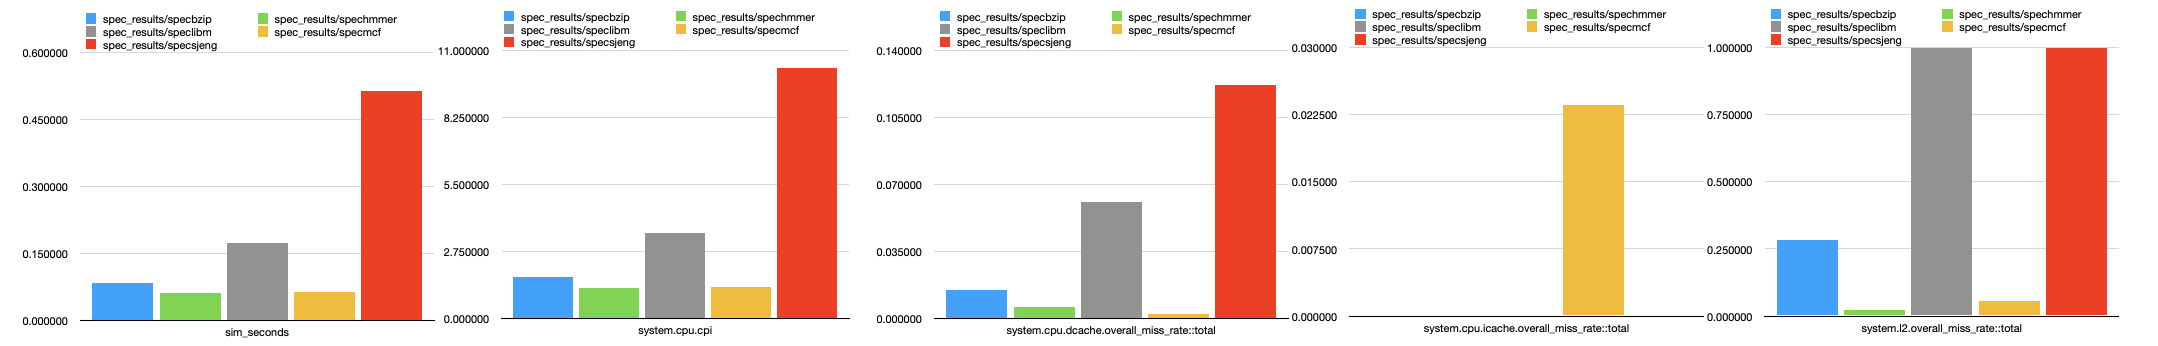 spec_results/specbzip spec_results/spechmmer
spec_results/speclibm spec_results/specmcf
spec_results/specsjeng
0.600000
0.450000
0.300000
0.150000
0.000000
sim_seconds
spec_results/specbzip spec_results/spechmmer
spec_results/speclibm spec_results/specmcf
spec_results/specsjeng
11.000000
8.250000
5.500000
2.750000
0.000000
system.cpu.cpi
spec_results/specbzip spec_results/spechmmer
spec_results/speclibm spec_results/specmcf
spec_results/specsjeng
0.140000
0.105000
0.070000
0.035000
0.000000
system.cpu.dcache.overall_miss_rate::total
spec_results/specbzip spec_results/spechmmer
spec_results/speclibm spec_results/specmcf
spec_results/specsjeng
0.030000
0.022500
0.015000
0.007500
0.000000
system.cpu.icache.overall_miss_rate::total
spec_results/specbzip spec_results/spechmmer
spec_results/speclibm spec_results/specmcf
spec_results/specsjeng
1.000000
0.750000
0.500000
0.250000
0.000000
system.l2.overall_miss_rate::total